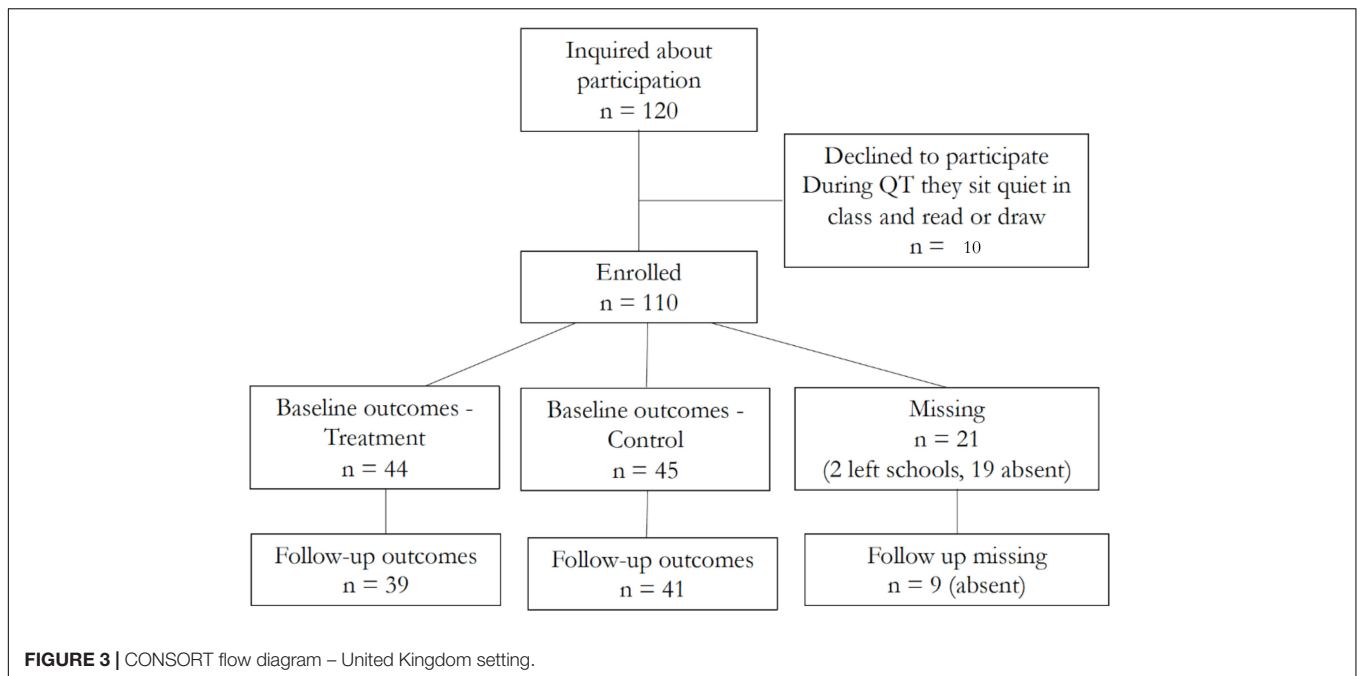 Inquired about
participation
n = 120
Declined to participate
During QT they sit quiet in
class and read or draw
n = 10
Enrolled
n = 110
Baseline outcomes -
Treatment
n = 44
Baseline outcomes -
Control
n = 45
Missing
n = 21
(2 left schools, 19 absent)
Follow-up outcomes
n = 39
Follow-up outcomes
n = 41
Follow up missing
n = 9 (absent)
FIGURE 3 | CONSORT flow diagram – United Kingdom setting.